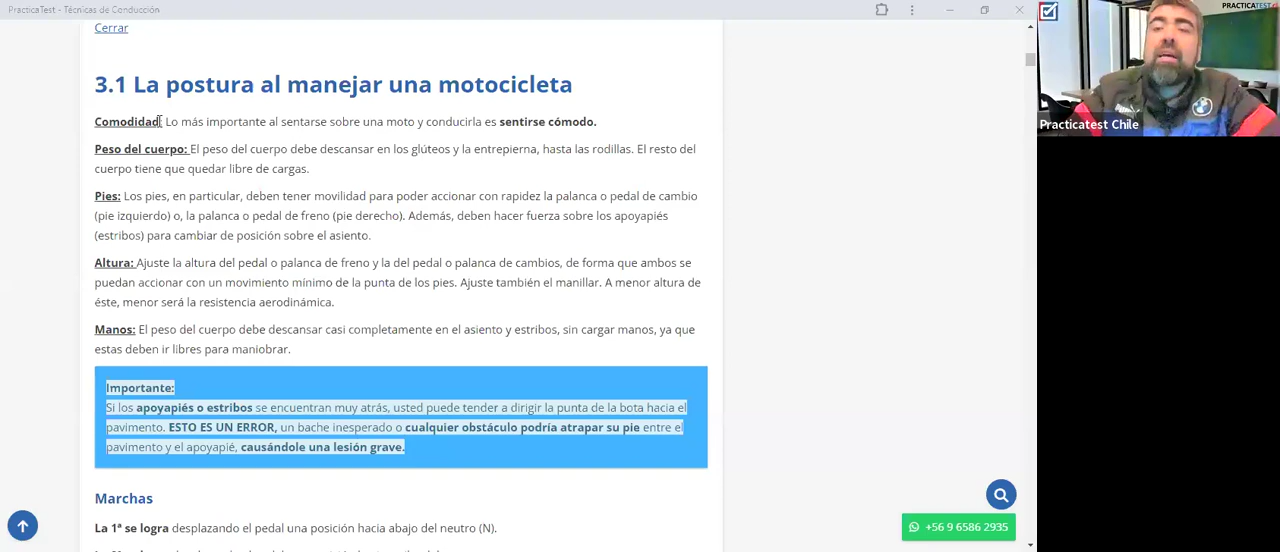 PracticaTest - Técnicas de Conducción
PRACTICATEST
Cerrar
3.1 La postura al manejar una motocicleta
Comodidad: Lo más importante al sentarse sobre una moto y conducirla es sentirse cómodo.
Practicatest Chile
Peso del cuerpo: El peso del cuerpo debe descansar en los glúteos y la entrepierna, hasta las rodillas. El resto del
cuerpo tiene que quedar libre de cargas.
Pies: Los pies, en particular, deben tener movilidad para poder accionar con rapidez la palanca o pedal de cambio
(pie izquierdo) o, la palanca o pedal de freno (pie derecho). Además, deben hacer fuerza sobre los apoyapiés
(estribos) para cambiar de posición sobre el asiento.
Altura: Ajuste la altura del pedal o palanca de freno y la del pedal o palanca de cambios, de forma que ambos se
puedan accionar con un movimiento mínimo de la punta de los pies. Ajuste también el manillar. A menor altura de
éste, menor será la resistencia aerodinámica.
Manos: El peso del cuerpo debe descansar casi completamente en el asiento y estribos, sin cargar manos, ya que
estas deben ir libres para maniobrar.
Importante:
Si los apoyapiés o estribos se encuentran muy atrás, usted puede tender a dirigir la punta de la bota hacia el
pavimento. ESTO ES UN ERROR, un bache inesperado o cualquier obstáculo podría atrapar su pie entre el
pavimento y el apoyapié, causándole una lesión grave.
Marchas
La 1ª se logra desplazando el pedal una posición hacia abajo del neutro (N).
+56 9 6586 2935